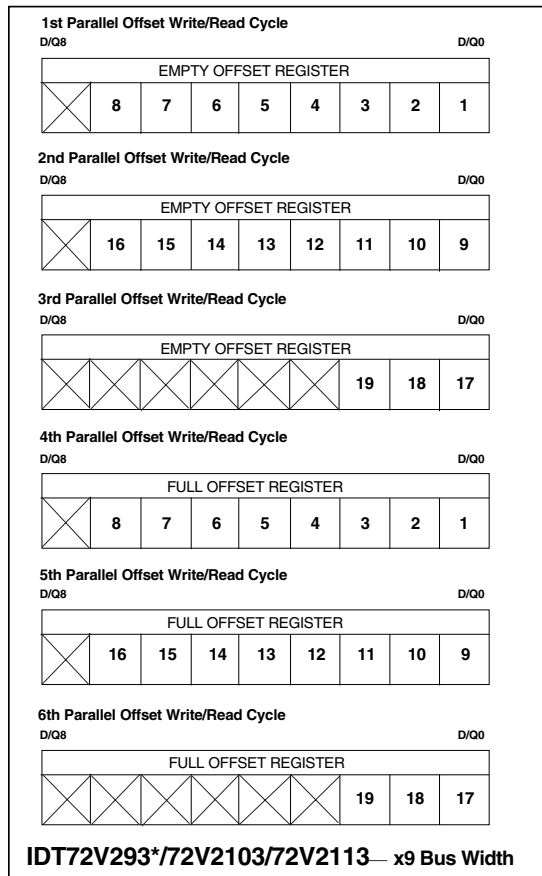 1st Parallel Offset Write/Read Cycle
D/Q8 D/Q0
EMPTY OFFSET REGISTER
8 7 6 5 4 3 2 1
2nd Parallel Offset Write/Read Cycle
D/Q8 D/Q0
EMPTY OFFSET REGISTER
16 15 14 13 12 11 10 9
3rd Parallel Offset Write/Read Cycle
D/Q8 D/Q0
EMPTY OFFSET REGISTER
19 18 17
4th Parallel Offset Write/Read Cycle
D/Q8 D/Q0
FULL OFFSET REGISTER
8 7 6 5 4 3 2 1
5th Parallel Offset Write/Read Cycle
D/Q8 D/Q0
FULL OFFSET REGISTER
16 15 14 13 12 11 10 9
6th Parallel Offset Write/Read Cycle
D/Q8 D/Q0
FULL OFFSET REGISTER
19 18 17
IDT72V293*/72V2103/72V2113— x9 Bus Width